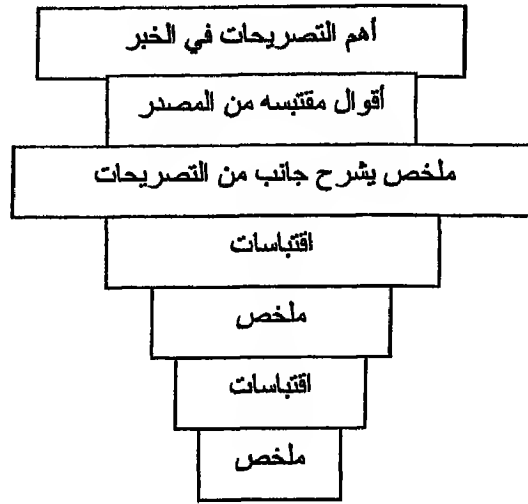 أهم التصريحات في الخبر
أقوال مقتبسه من المصدر
ملخص يشرح جانب من التصريحات
اقتباسات
ملخص
اقتباسات
ملخص